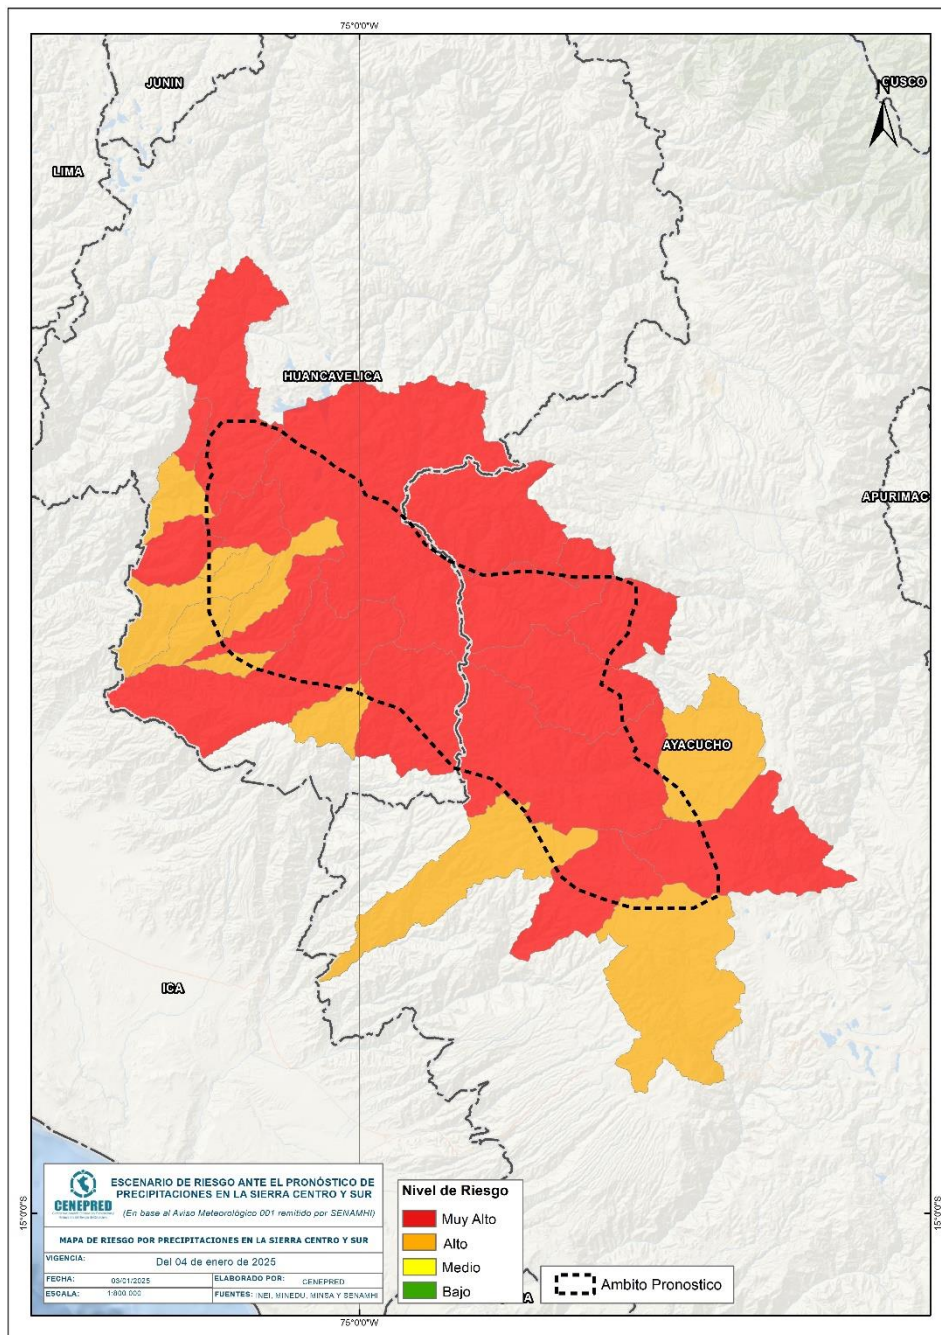 75°0'0"W
JUNIN
CUSCO
N
LIMA
HUANCAVELICA
APURIMAC
AYACUCHO
ICA
15°0'0"S
15°0'0"S
CENEPRED
ESCENARIO DE RIESGO ANTE EL PRONÓSTICO DE
PRECIPITACIONES EN LA SIERRA CENTRO Y SUR
(En base al Aviso Meteorológico 001 remitido por SENAMHI)
MAPA DE RIESGO POR PRECIPITACIONES EN LA SIERRA CENTRO Y SUR
VIGENCIA: Del 04 de enero de 2025
FECHA: 03/01/2025 ELABORADO POR: CENEPRED
ESCALA: 1:800.000 FUENTES: INEI, MINEDU, MINSA Y SENAMHI
Nivel de Riesgo
Muy Alto
Alto
Medio
Bajo
Ambito Pronostico
75°0'0"W